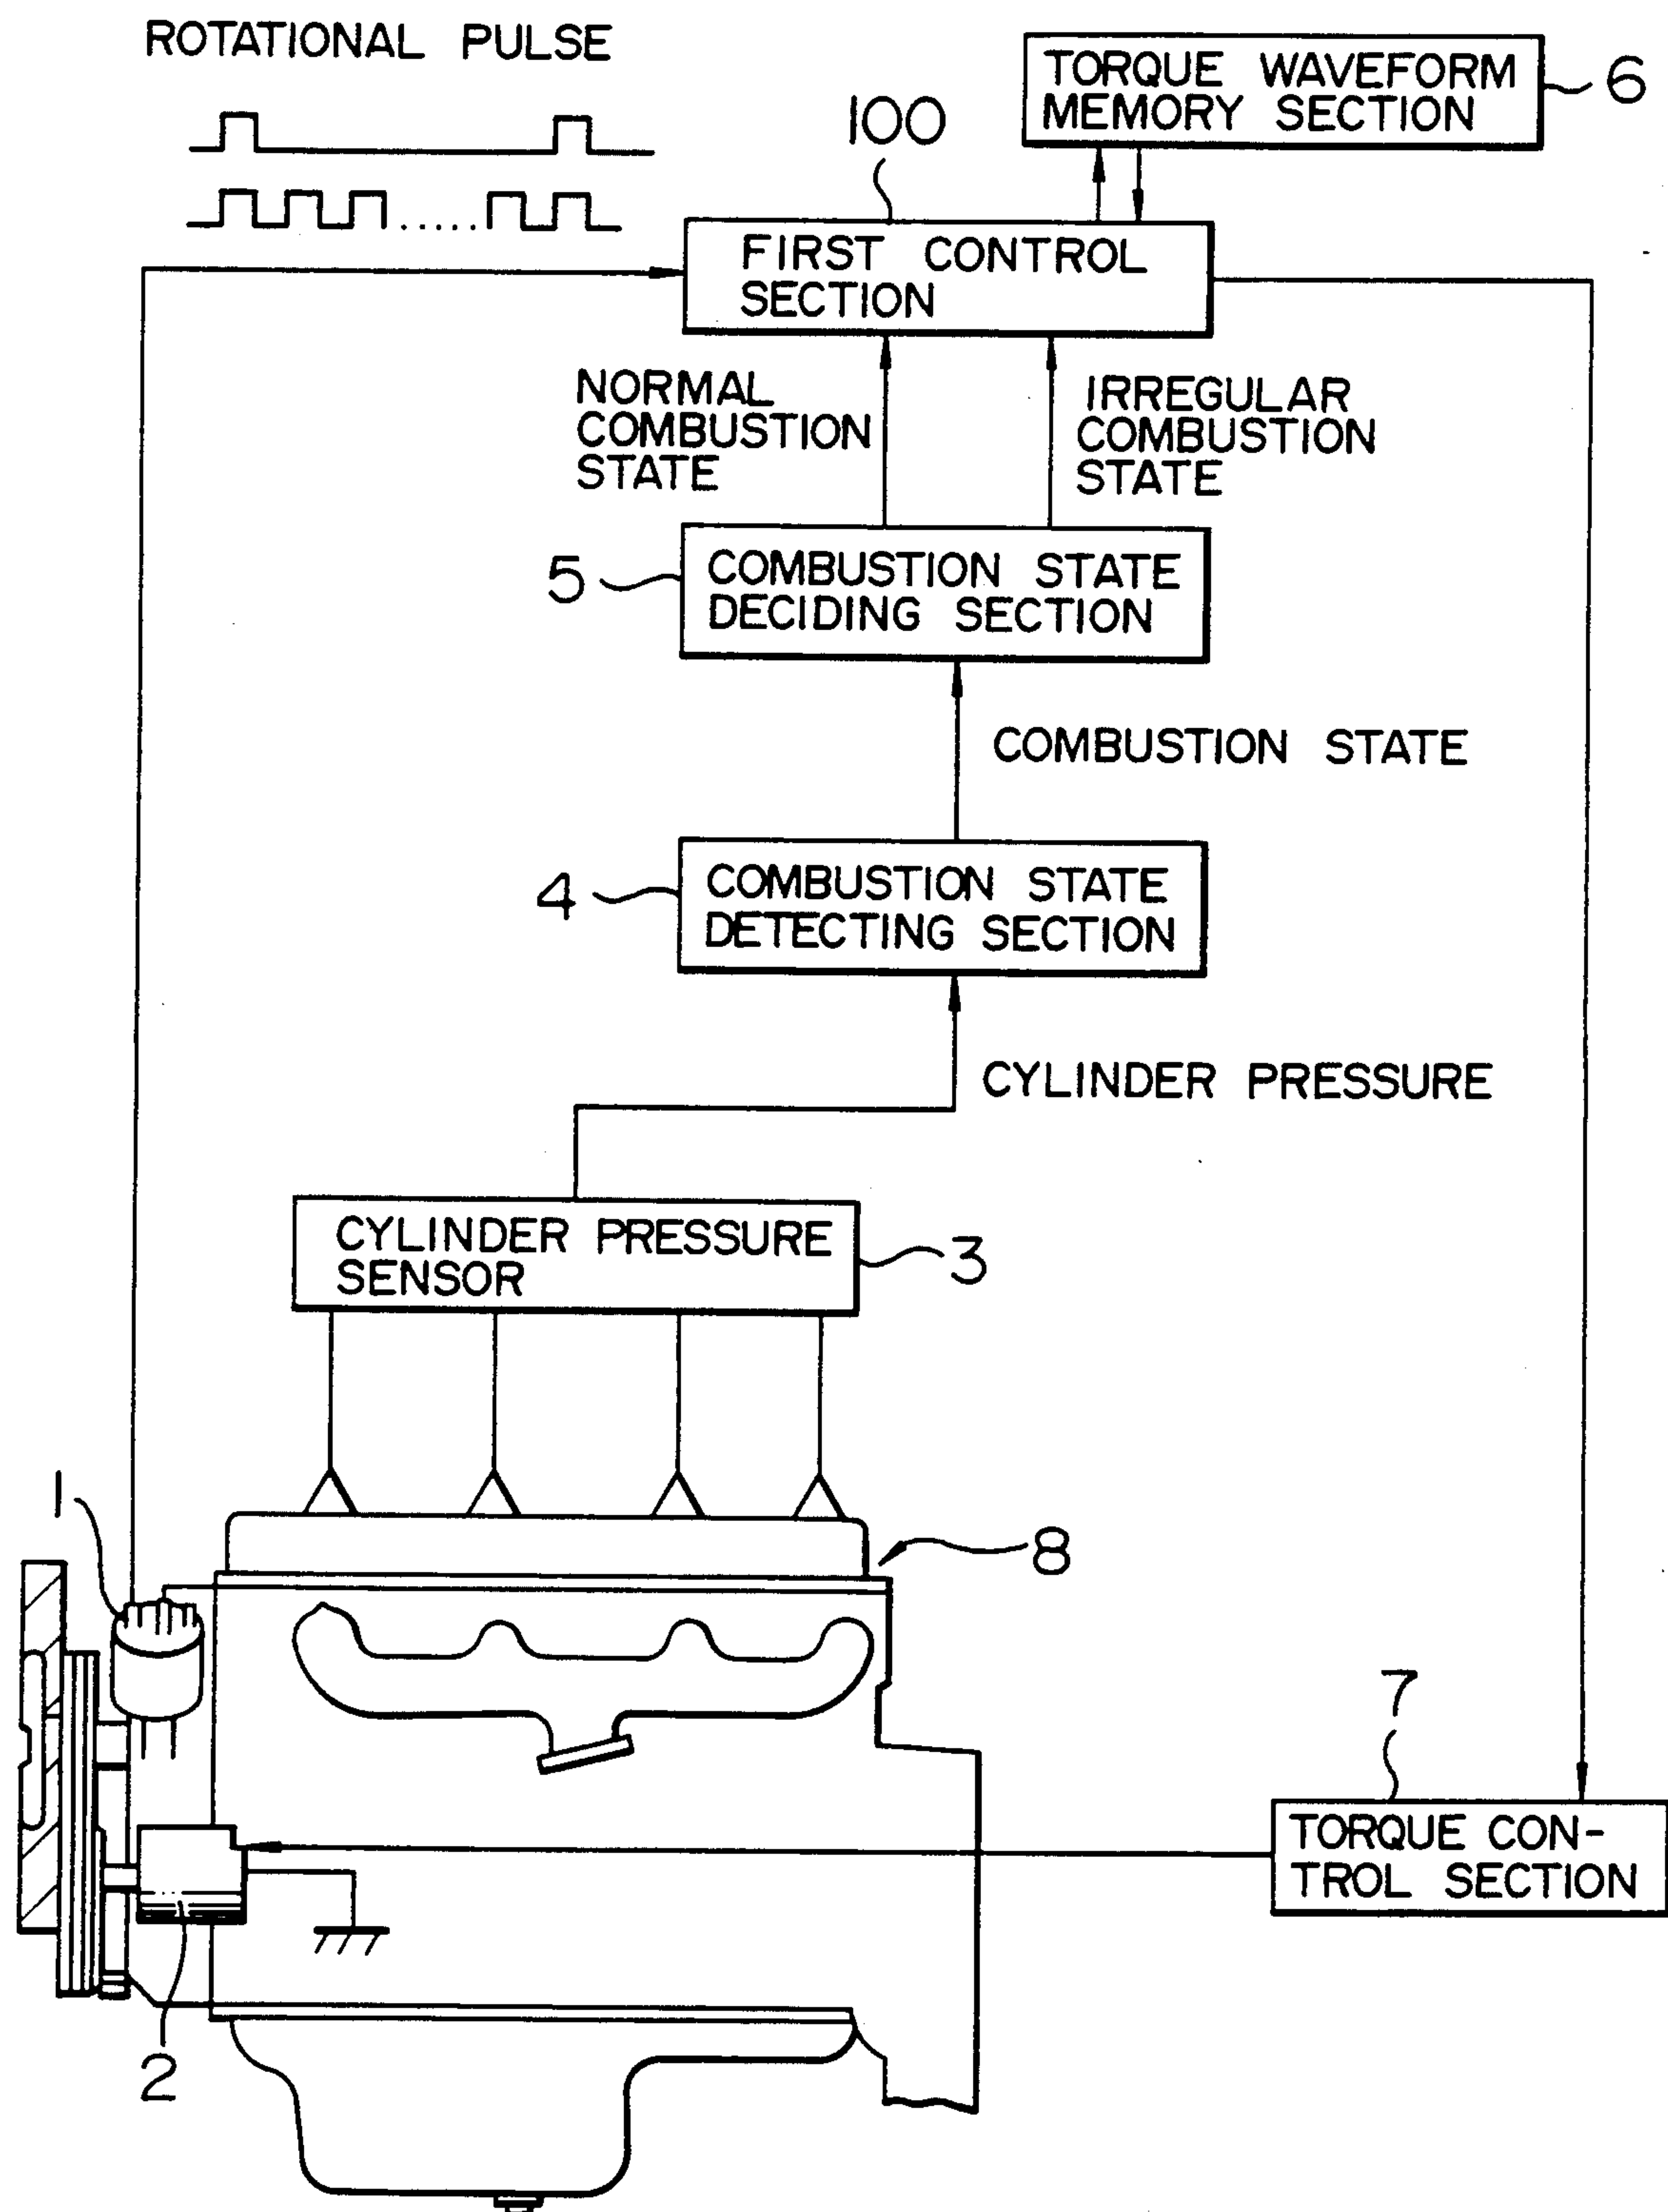 ROTATIONAL PULSE
TORQUE WAVEFORM
MEMORY SECTION
6
100
FIRST CONTROL
SECTION
NORMAL
COMBUSTION
STATE
IRREGULAR
COMBUSTION
STATE
5
COMBUSTION STATE
DECIDING SECTION
COMBUSTION STATE
4
COMBUSTION STATE
DETECTING SECTION
CYLINDER PRESSURE
CYLINDER PRESSURE
SENSOR
3
1
8
7
TORQUE CON-
TROL SECTION
2